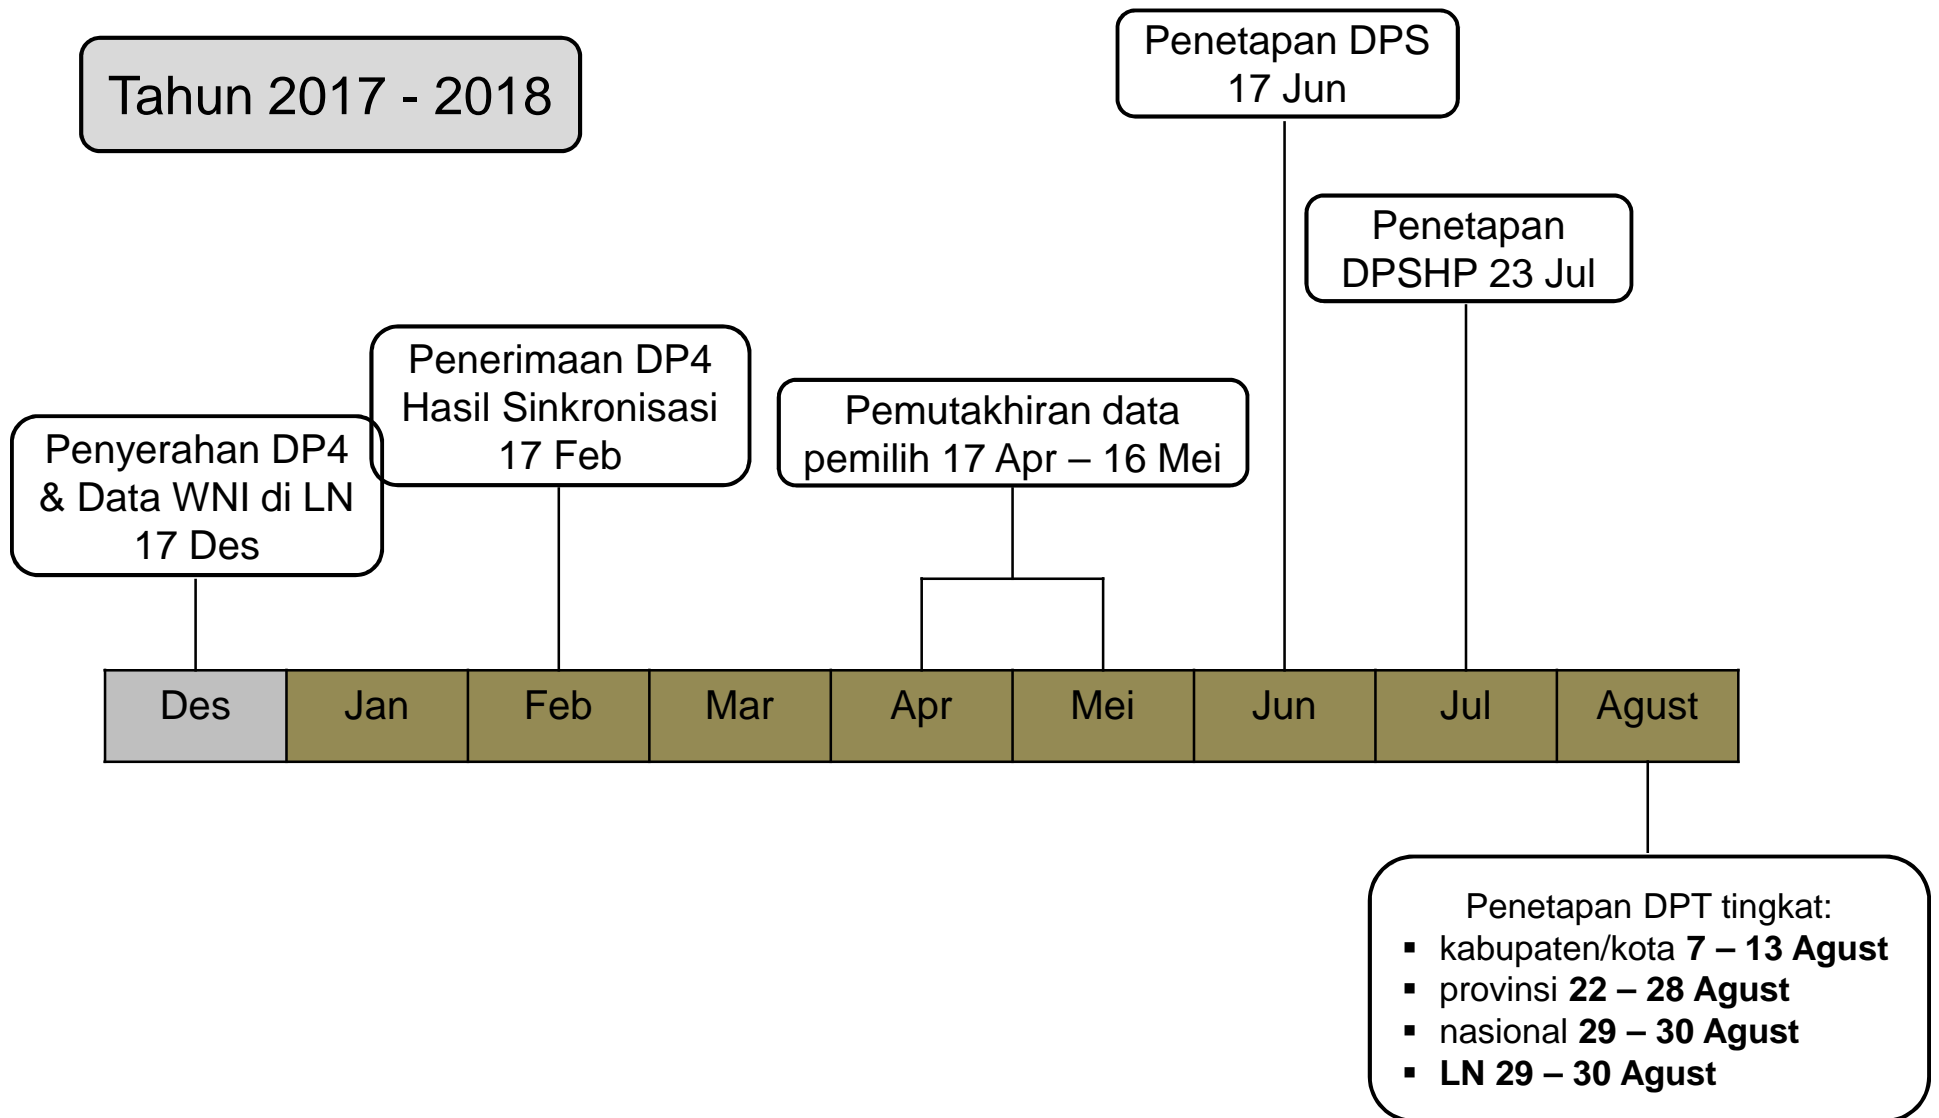 Tahun 2017 - 2018
Penetapan DPS
17 Jun
Penetapan
DPSHP 23 Jul
Penerimaan DP4
Hasil Sinkronisasi
17 Feb
Pemutakhiran data
pemilih 17 Apr – 16 Mei
Penyerahan DP4
& Data WNI di LN
17 Des
Des Jan Feb Mar Apr Mei Jun Jul Agust
Penetapan DPT tingkat:
▪ kabupaten/kota 7 – 13 Agust
▪ provinsi 22 – 28 Agust
▪ nasional 29 – 30 Agust
▪ LN 29 – 30 Agust